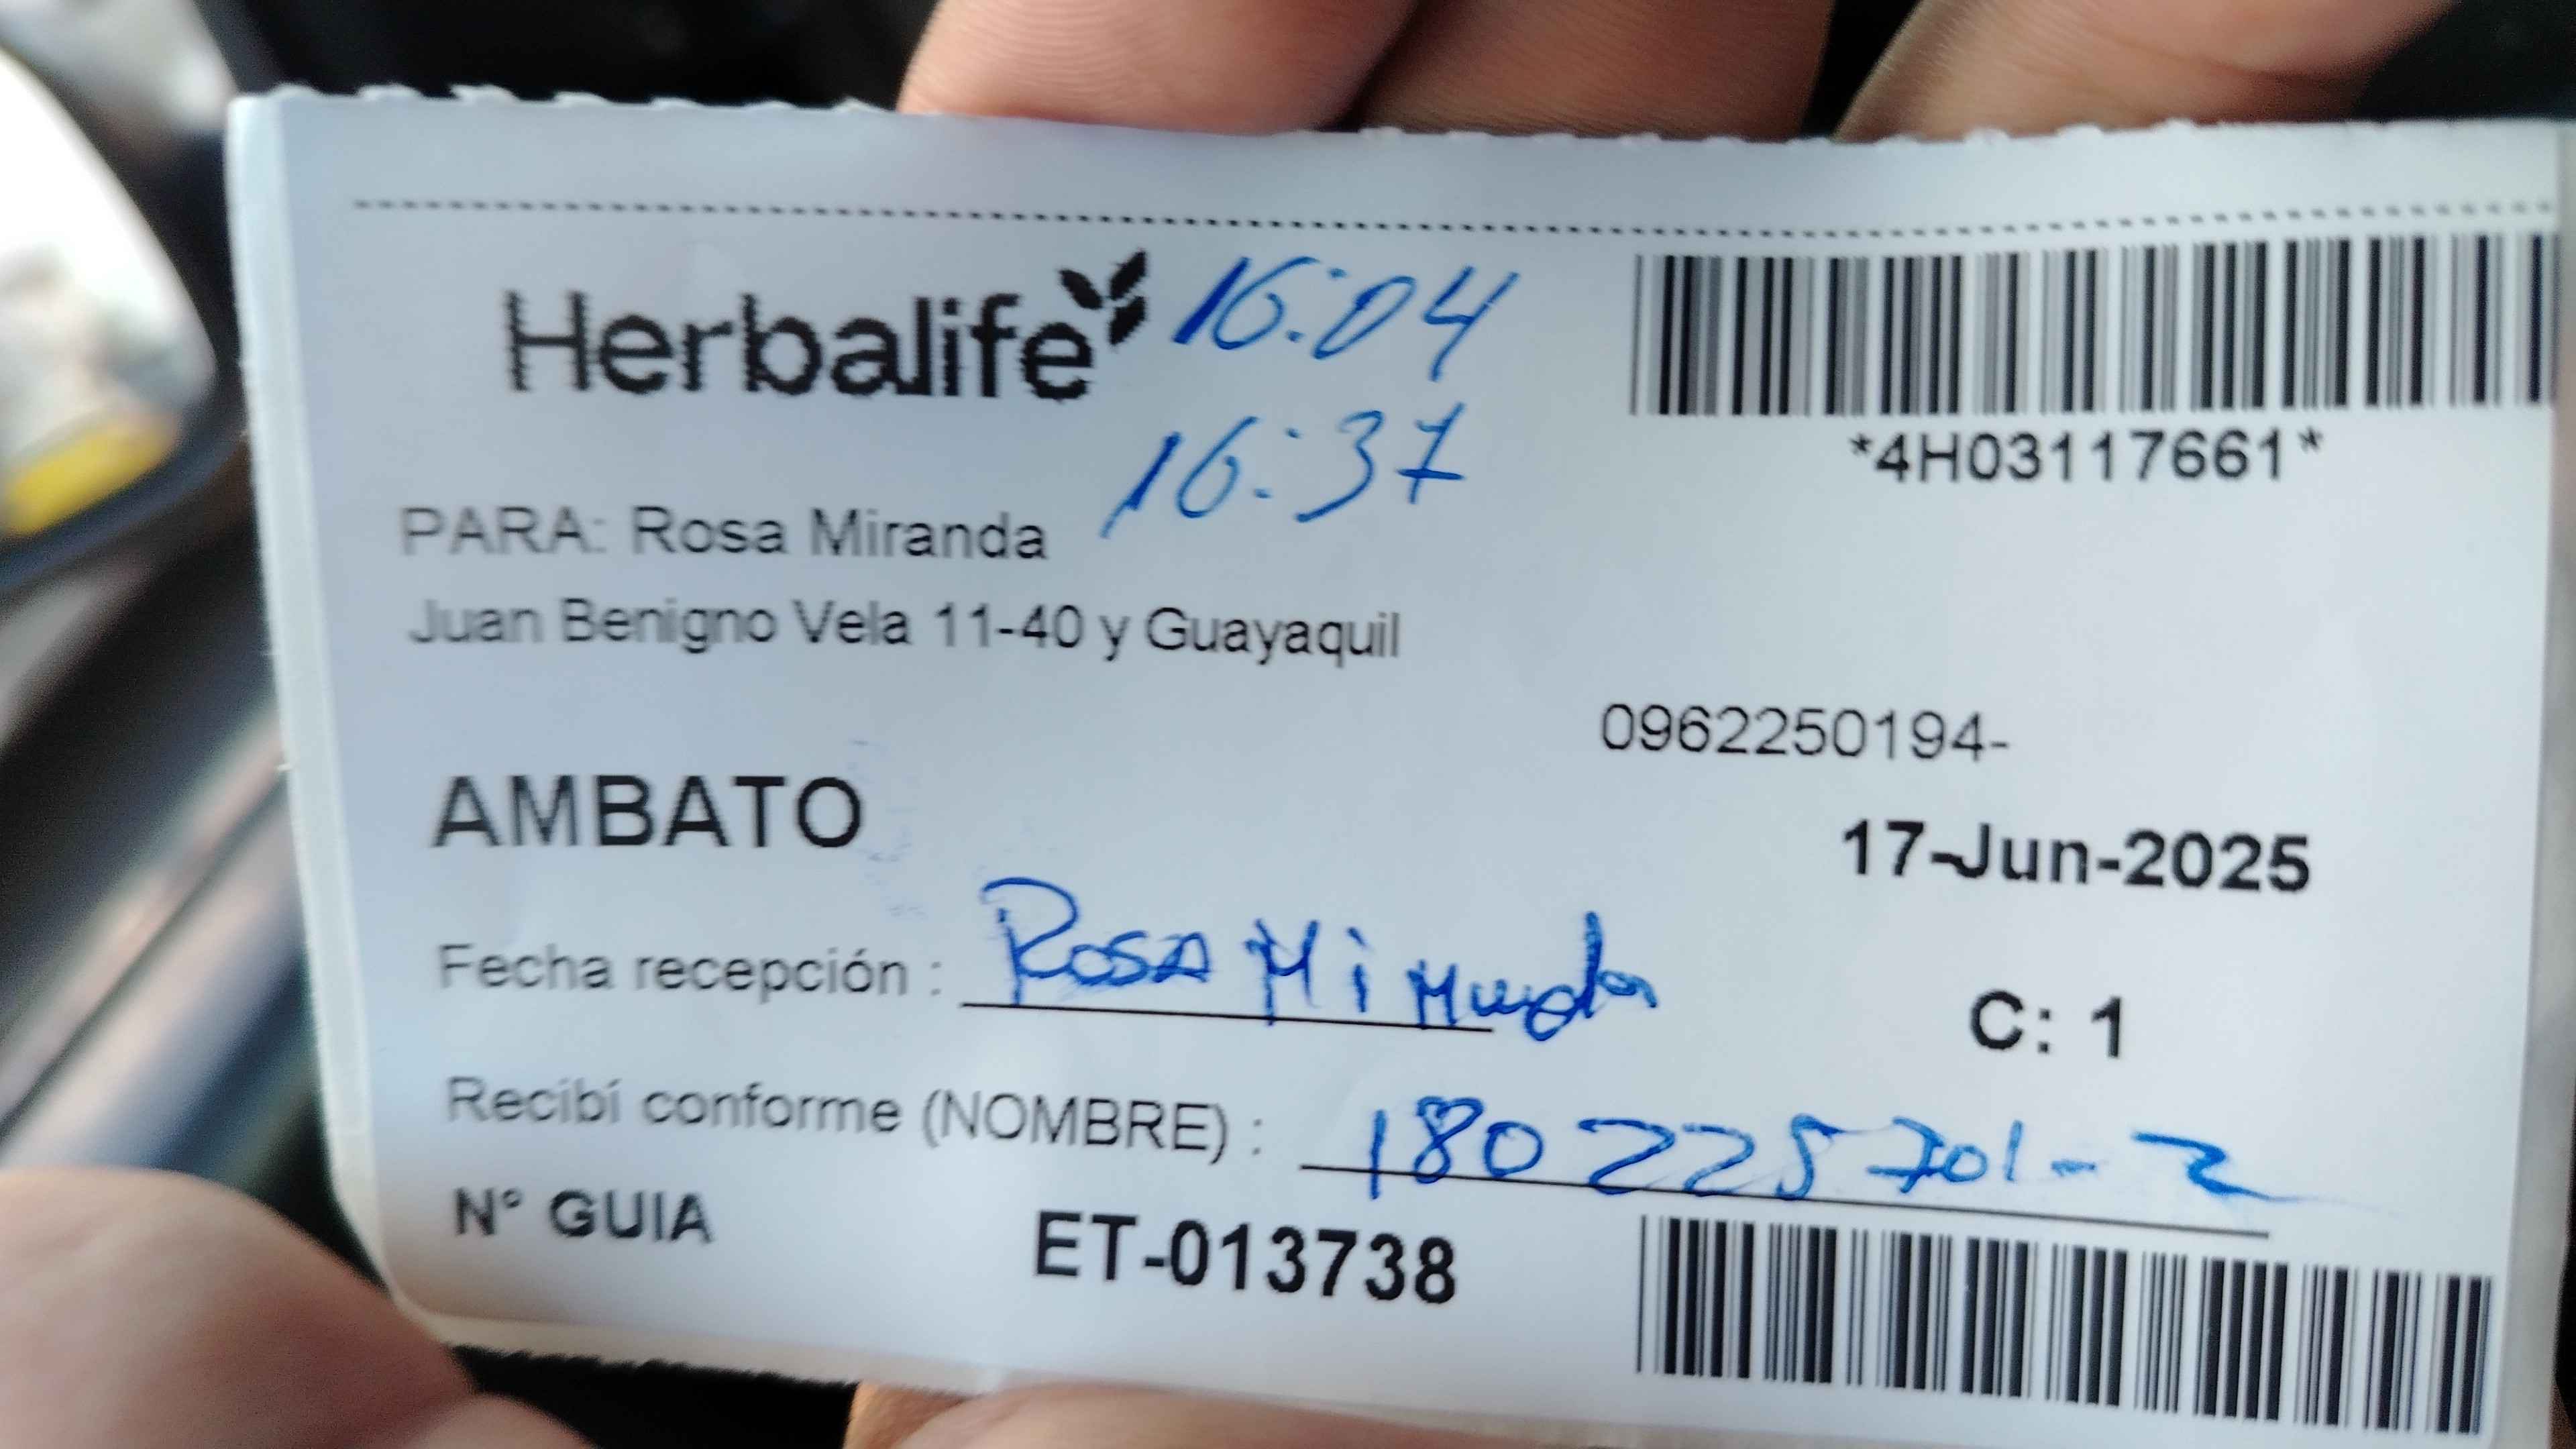 Herbalife 16:04
16:37
*4H03117661*
PARA: Rosa Miranda
Juan Benigno Vela 11-40 y Guayaquil
0962250194-
AMBATO
17-Jun-2025
Fecha recepción : Rosa Miranda
C: 1
Recibí conforme (NOMBRE) : 180225701-2
N° GUIA ET-013738